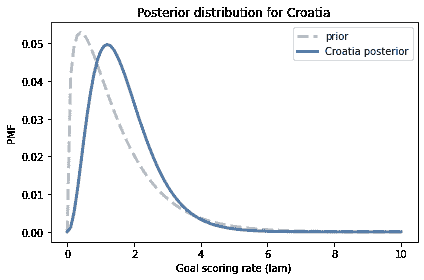 Posterior distribution for Croatia
prior
Croatia posterior
PMF
0.05
0.04
0.03
0.02
0.01
0.00
0 2 4 6 8 10
Goal scoring rate (lam)